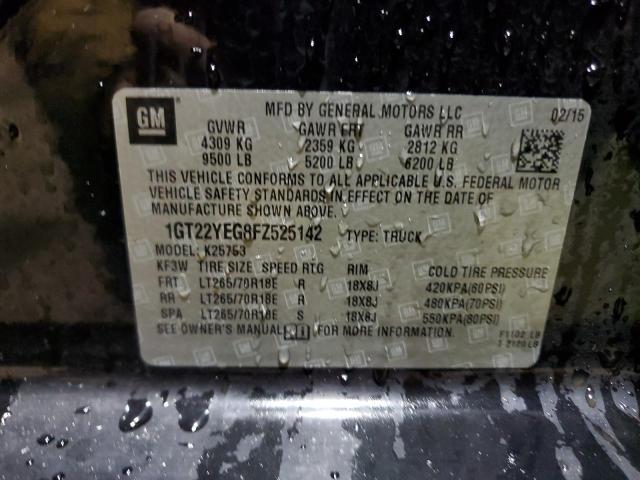 GM
MFD BY GENERAL MOTORS LLC 02/15
GVWR GAWR FRT GAWR RR
4309 KG 2359 KG 2812 KG
9500 LB 5200 LB 6200 LB
THIS VEHICLE CONFORMS TO ALL APPLICABLE U.S. FEDERAL MOTOR
VEHICLE SAFETY STANDARDS IN EFFECT ON THE DATE OF
MANUFACTURE SHOWN ABOVE.
1GT22YEG8FZ525142 TYPE: TRUCK
MODEL: K25753
KF3W TIRE SIZE SPEED RTG RIM COLD TIRE PRESSURE
FRT LT265/70R18E R 18X8J 420KPA(60PSI)
RR LT265/70R18E R 18X8J 480KPA(70PSI)
SPA LT265/70R18E S 18X8J 550KPA(80PSI)
SEE OWNER'S MANUAL FOR MORE INFORMATION.
F1102 LB